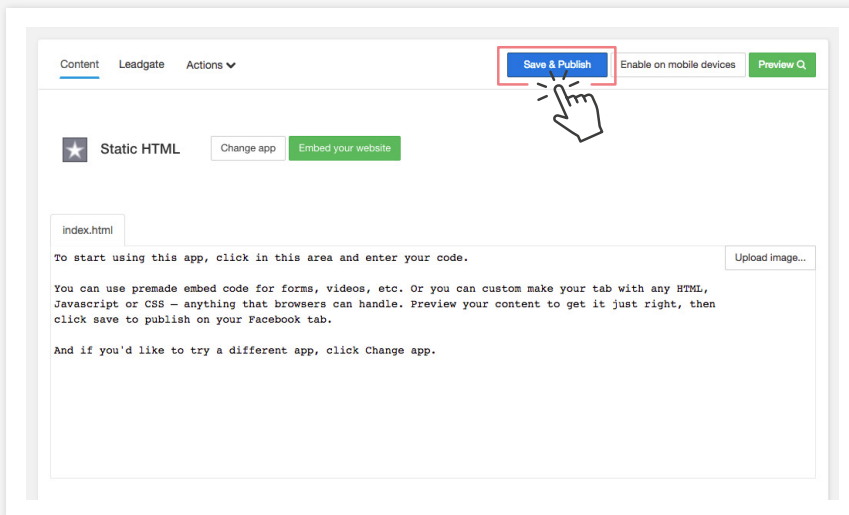 Content Leadgate Actions Save & Publish Enable on mobile devices Preview
Static HTML Change app Embed your website
index.html
To start using this app, click in this area and enter your code. Upload image...
You can use premade embed code for forms, videos, etc. Or you can custom make your tab with any HTML,
Javascript or CSS — anything that browsers can handle. Preview your content to get it just right, then
click save to publish on your Facebook tab.
And if you'd like to try a different app, click Change app.